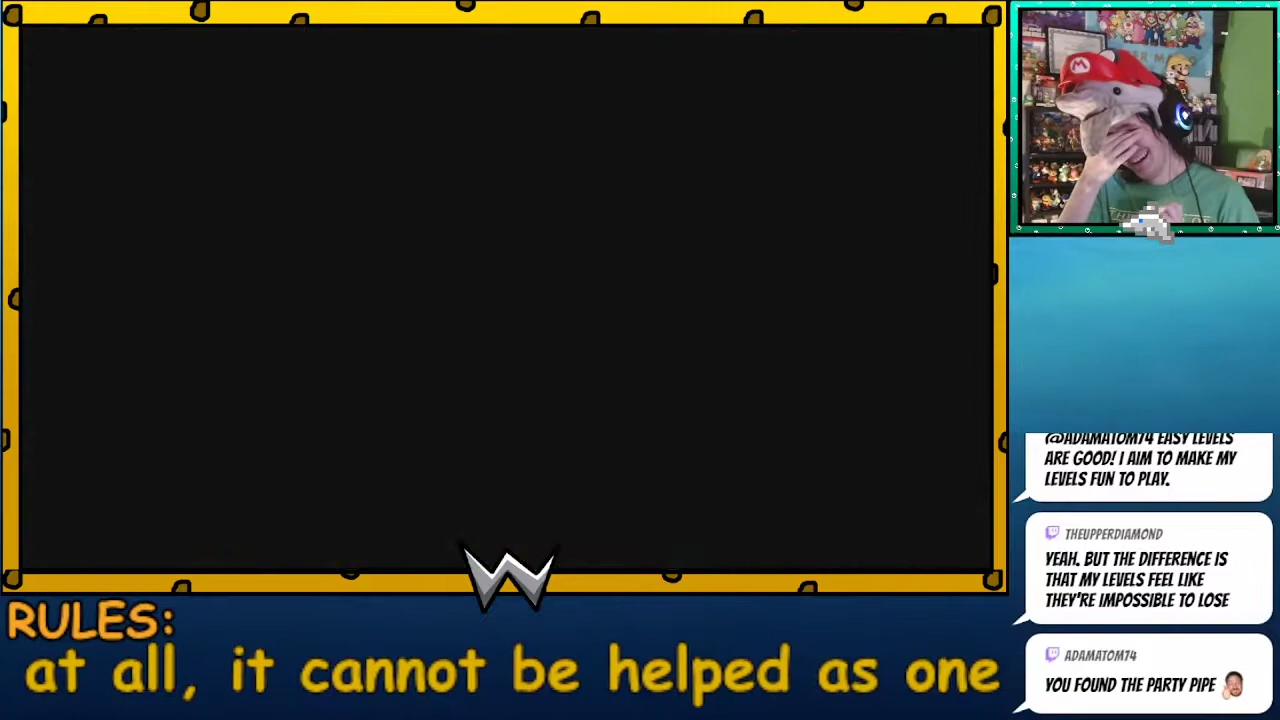 @ADAMATOM74 EASY LEVELS
ARE GOOD! I AIM TO MAKE MY
LEVELS FUN TO PLAY.
THEUPPERDIAMOND
YEAH. BUT THE DIFFERENCE IS
THAT MY LEVELS FEEL LIKE
THEY'RE IMPOSSIBLE TO LOSE
ADAMATOM74
YOU FOUND THE PARTY PIPE
W
RULES:
at all, it cannot be helped as one